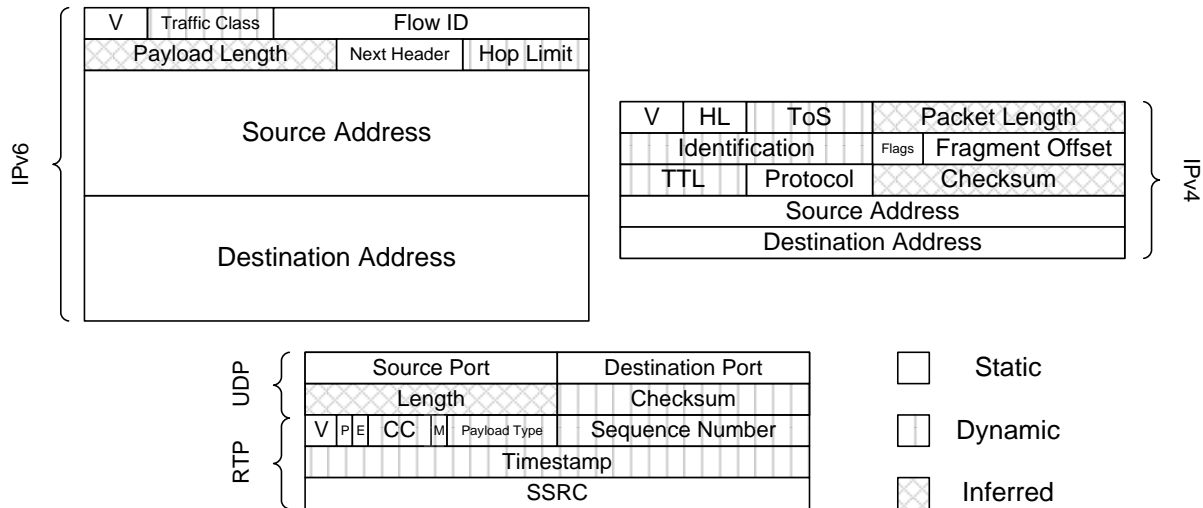 V Traffic Class Flow ID
Payload Length Next Header Hop Limit
Source Address
Destination Address
IPv6
V HL ToS Packet Length
Identification Flags Fragment Offset
TTL Protocol Checksum
Source Address
Destination Address
IPv4
UDP
Source Port Destination Port
Length Checksum
RTP
V P E CC M Payload Type Sequence Number
Timestamp
SSRC
Static
Dynamic
Inferred